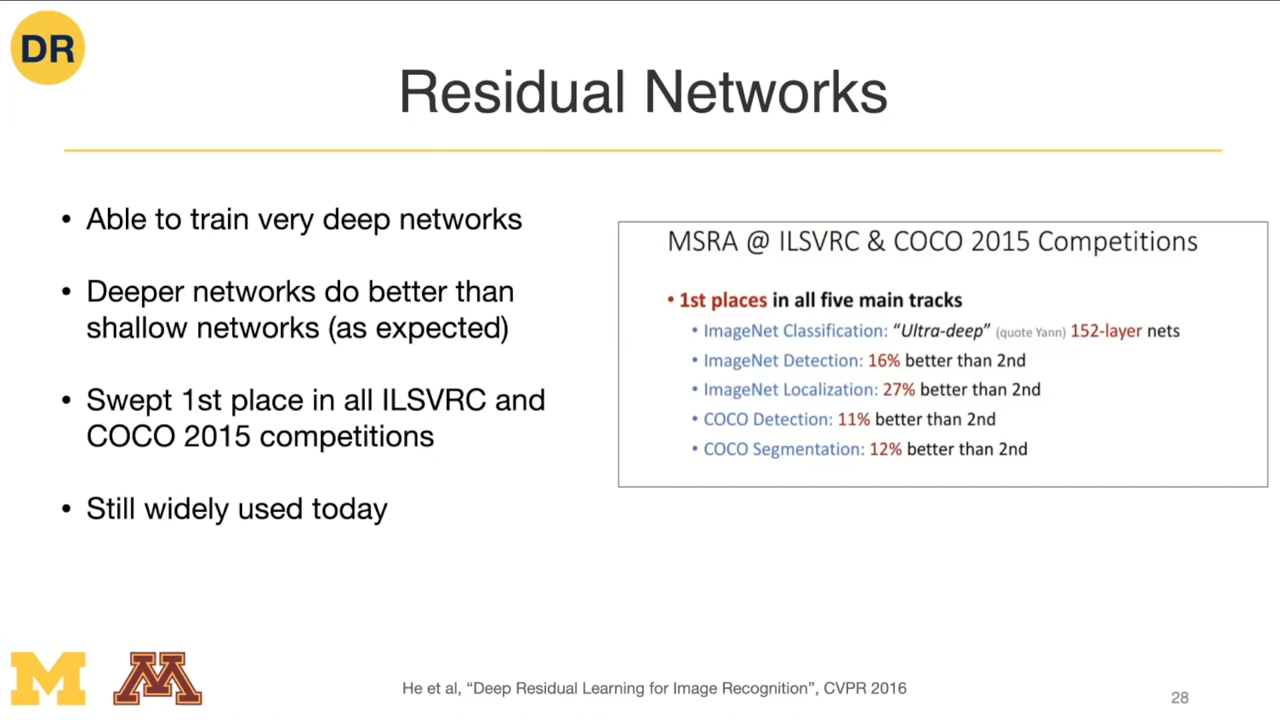 DR
Residual Networks
• Able to train very deep networks
• Deeper networks do better than
shallow networks (as expected)
• Swept 1st place in all ILSVRC and
COCO 2015 competitions
• Still widely used today
MSRA @ ILSVRC & COCO 2015 Competitions
• 1st places in all five main tracks
• ImageNet Classification: “Ultra-deep” (quote Yann) 152-layer nets
• ImageNet Detection: 16% better than 2nd
• ImageNet Localization: 27% better than 2nd
• COCO Detection: 11% better than 2nd
• COCO Segmentation: 12% better than 2nd
M M
He et al, “Deep Residual Learning for Image Recognition”, CVPR 2016
28